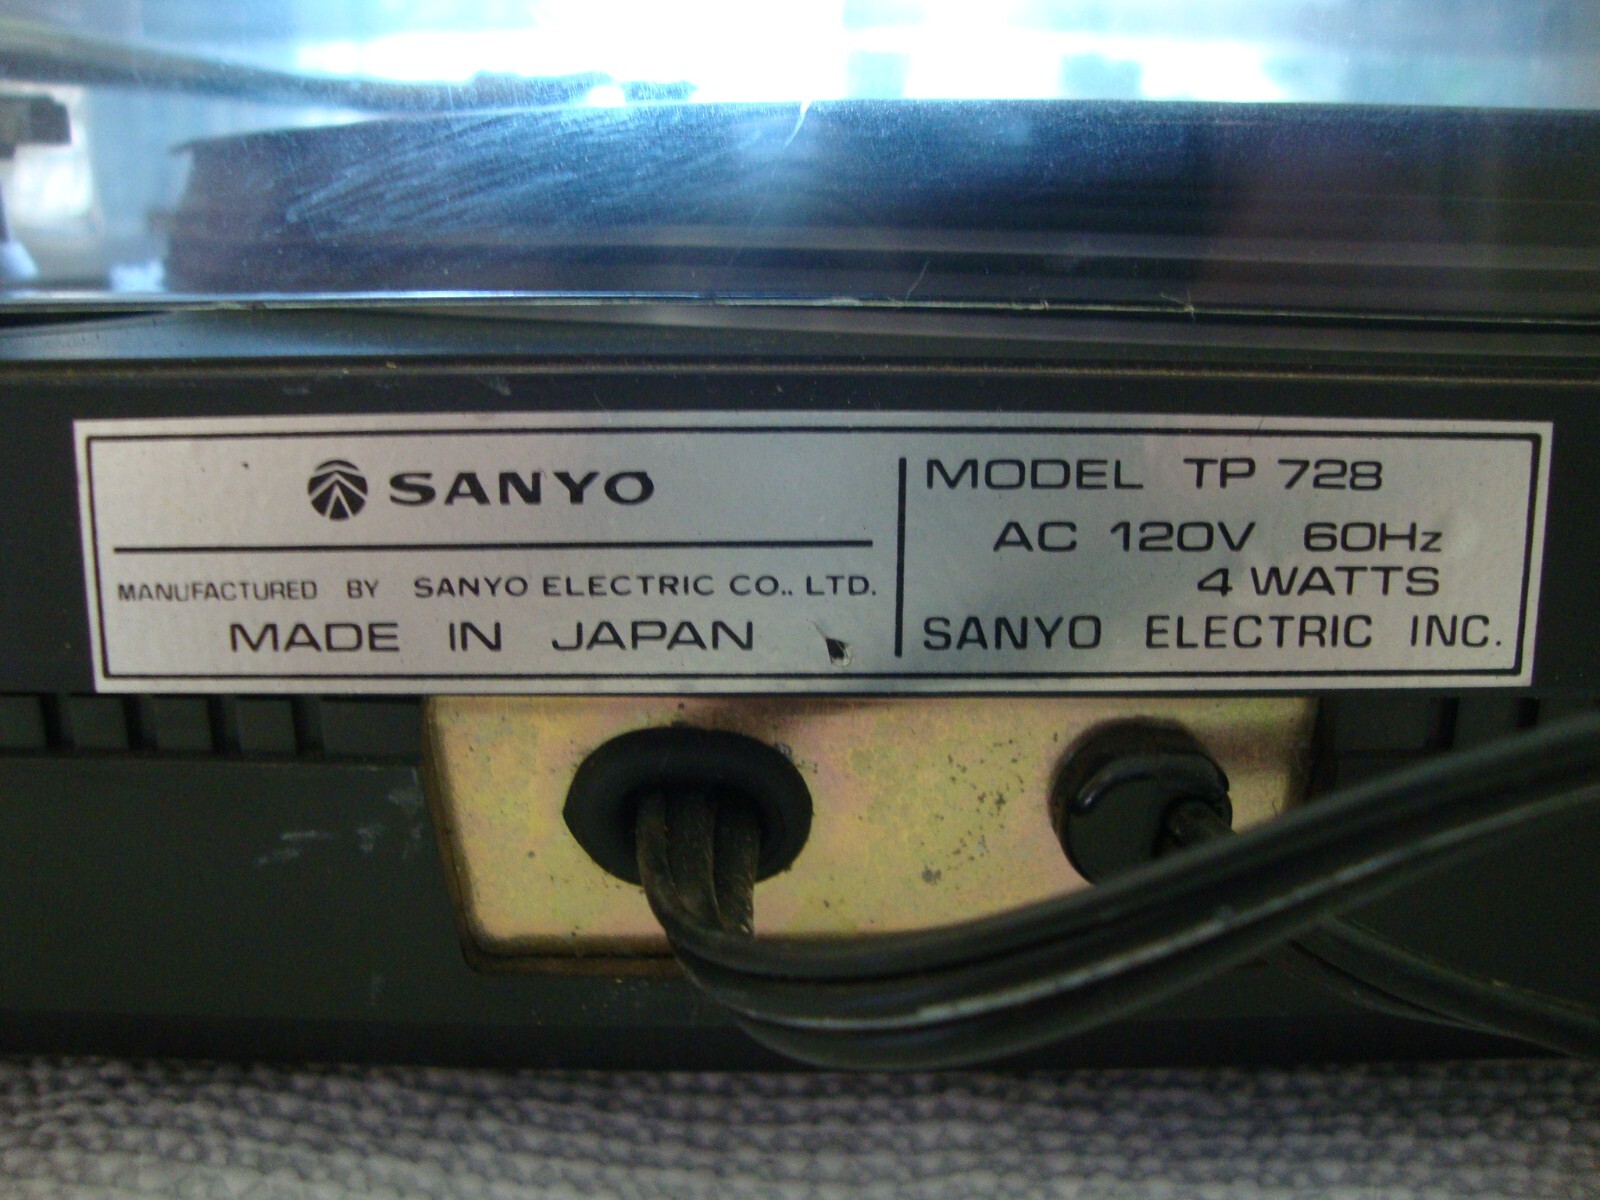 SANYO
MANUFACTURED BY SANYO ELECTRIC CO., LTD.
MADE IN JAPAN
MODEL TP 728
AC 120V 60Hz
4 WATTS
SANYO ELECTRIC INC.